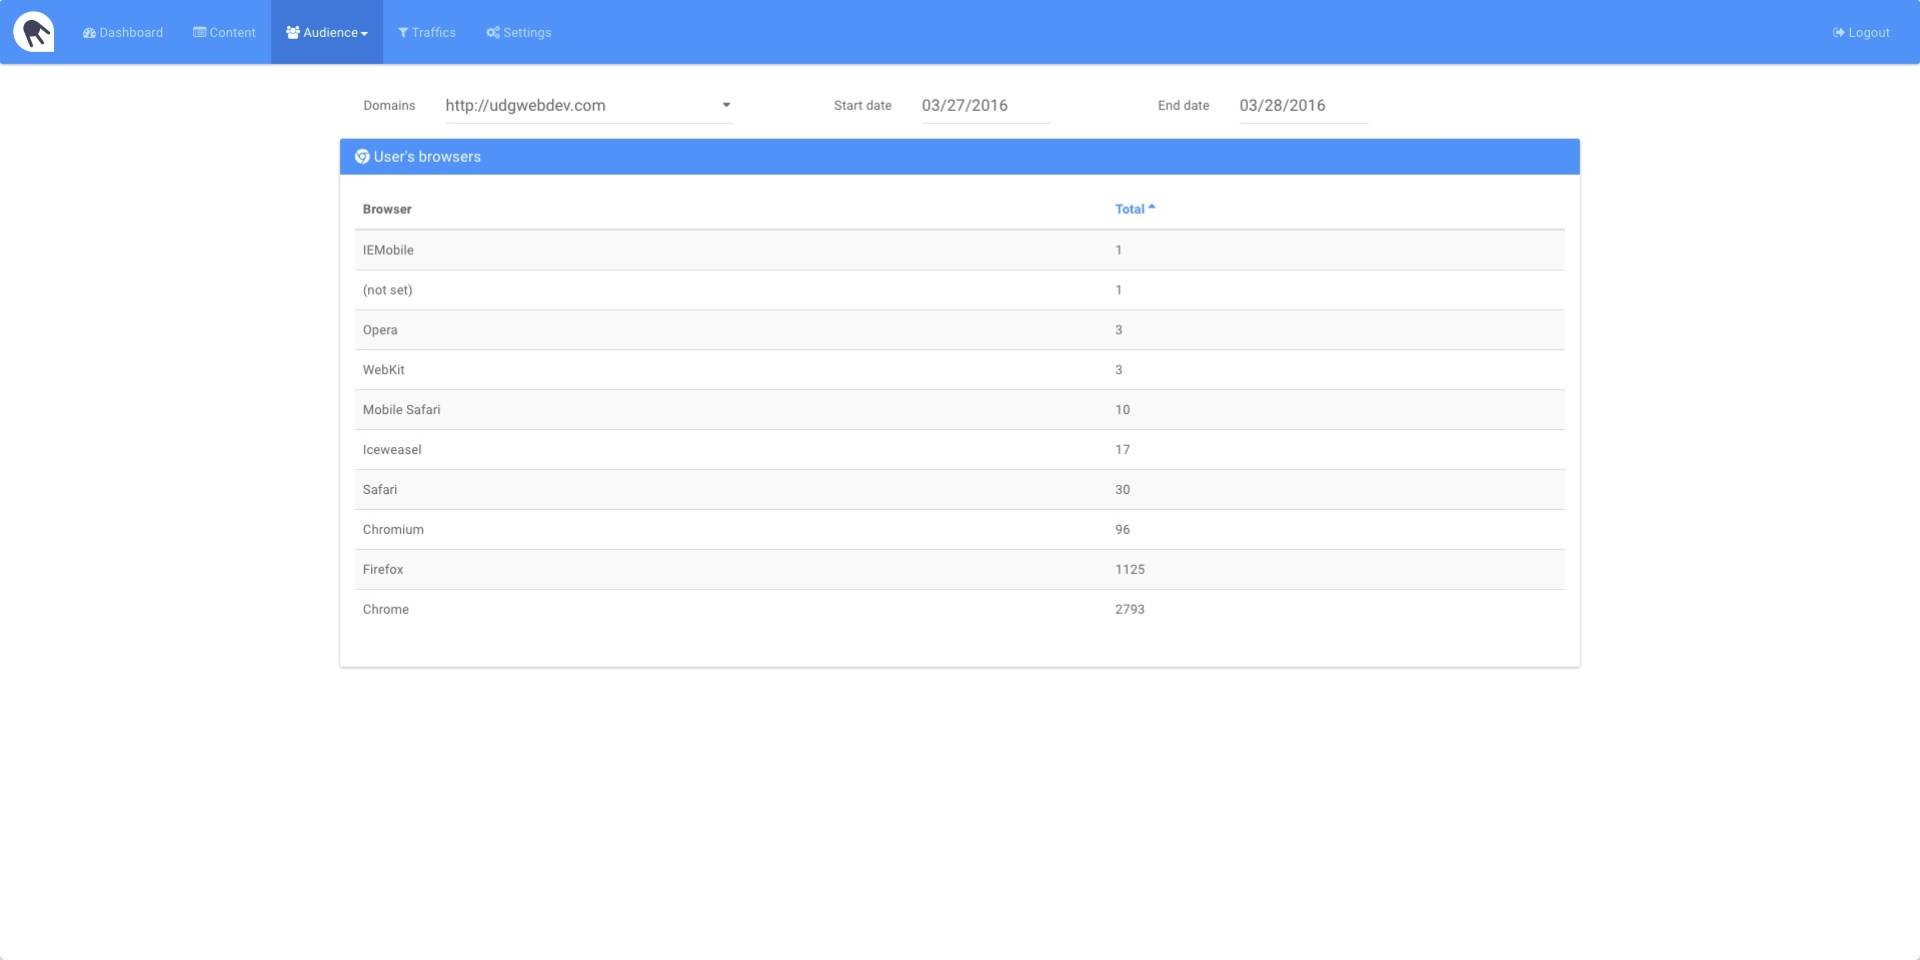 Dashboard Content Audience Traffics Settings Logout
Domains http://udgwebdev.com Start date 03/27/2016 End date 03/28/2016
User's browsers
Browser Total
IEMobile 1
(not set) 1
Opera 3
WebKit 3
Mobile Safari 10
Iceweasel 17
Safari 30
Chromium 96
Firefox 1125
Chrome 2793